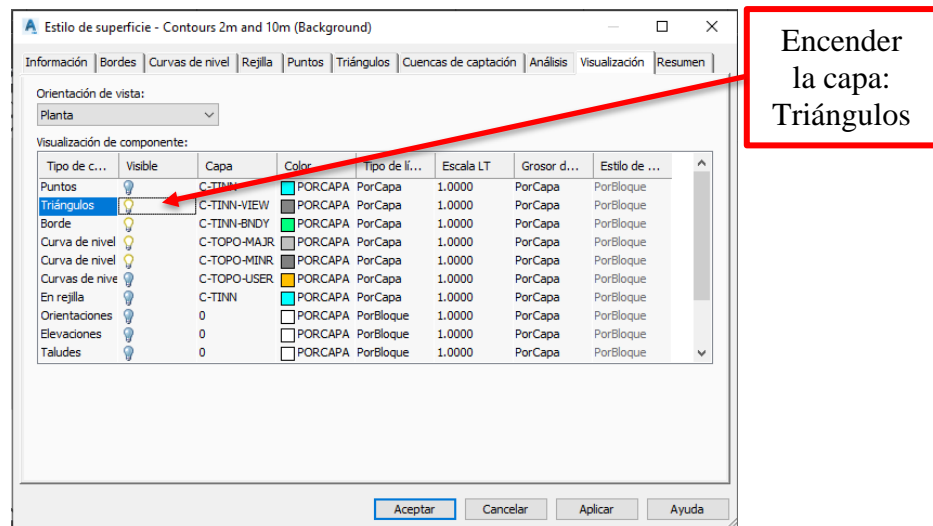 Estilo de superficie - Contours 2m and 10m (Background)
Encender
la capa:
Triángulos
Información Bordes Curvas de nivel Rejilla Puntos Triángulos Cuencas de captación Análisis Visualización Resumen
Orientación de vista:
Planta
Visualización de componente:
Tipo de c... Visible Capa Color Tipo de lí... Escala LT Grosor d... Estilo de ...
Puntos C-TINN PORCAPA PorCapa 1.0000 PorCapa PorBloque
Triángulos C-TINN-VIEW PORCAPA PorCapa 1.0000 PorCapa PorBloque
Borde C-TINN-BNDY PORCAPA PorCapa 1.0000 PorCapa PorBloque
Curva de nivel C-TOPO-MAJR PORCAPA PorCapa 1.0000 PorCapa PorBloque
Curva de nivel C-TOPO-MINR PORCAPA PorCapa 1.0000 PorCapa PorBloque
Curvas de nive C-TOPO-USER PORCAPA PorCapa 1.0000 PorCapa PorBloque
En rejilla C-TINN PORCAPA PorCapa 1.0000 PorCapa PorBloque
Orientaciones 0 PORCAPA PorBloque 1.0000 PorCapa PorBloque
Elevaciones 0 PORCAPA PorBloque 1.0000 PorCapa PorBloque
Taludes 0 PORCAPA PorBloque 1.0000 PorCapa PorBloque
Aceptar Cancelar Aplicar Ayuda